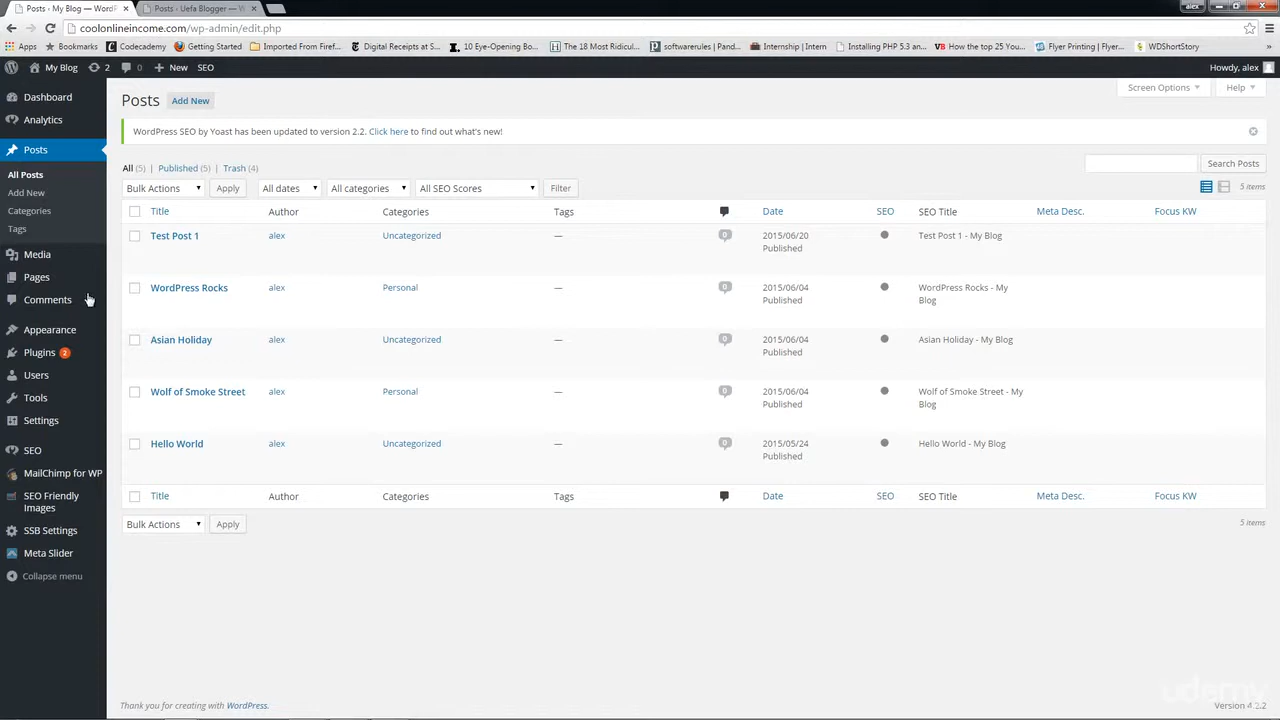 Posts ‹ My Blog — WordP
Posts - Uefa Blogger — V
alex
coolonlineincome.com/wp-admin/edit.php
Apps Bookmarks Codecademy Getting Started Imported From Firef... Digital Receipts at S... 10 Eye-Opening Bo... The 18 Most Ridicul... softwarerules | Pand... Internship | Intern Installing PHP 5.3 an... How the top 25 You... Flyer Printing | Flyer... WDShortStory »
My Blog 2 0 New SEO Howdy, alex
Dashboard
Analytics
Posts
All Posts
Add New
Categories
Tags
Media
Pages
Comments
Appearance
Plugins 2
Users
Tools
Settings
SEO
MailChimp for WP
SEO Friendly
Images
SSB Settings
Meta Slider
Collapse menu
Screen Options Help
Posts Add New
WordPress SEO by Yoast has been updated to version 2.2. Click here to find out what's new!
All (5) | Published (5) | Trash (4)
Search Posts
Bulk Actions Apply All dates All categories All SEO Scores Filter 5 items
Title Author Categories Tags Date SEO SEO Title Meta Desc. Focus KW
Test Post 1 alex Uncategorized — 0 2015/06/20 Test Post 1 - My Blog
Published
WordPress Rocks alex Personal — 0 2015/06/04 WordPress Rocks - My
Published Blog
Asian Holiday alex Uncategorized — 0 2015/06/04 Asian Holiday - My Blog
Published
Wolf of Smoke Street alex Personal — 0 2015/06/04 Wolf of Smoke Street - My
Published Blog
Hello World alex Uncategorized — 0 2015/05/24 Hello World - My Blog
Published
Title Author Categories Tags Date SEO SEO Title Meta Desc. Focus KW
Bulk Actions Apply 5 items
Thank you for creating with WordPress.
Version 4.2.2
udemy